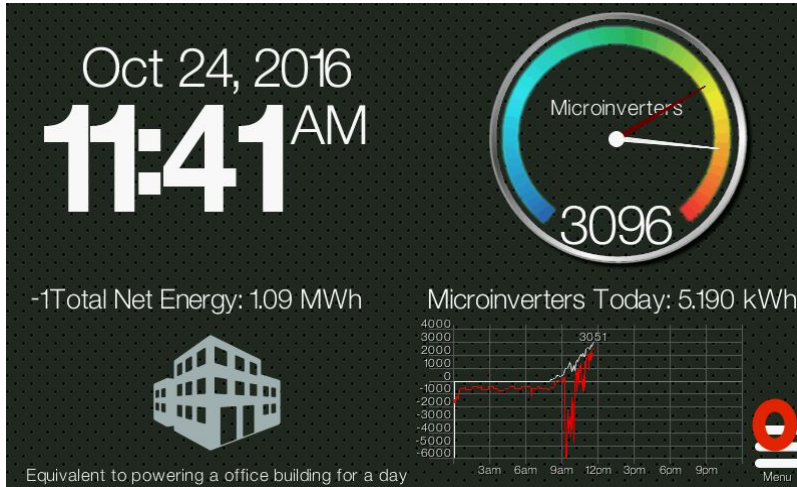 Oct 24, 2016
11:41 AM
Microinverters
3096
-1Total Net Energy: 1.09 MWh
Microinverters Today: 5.190 kWh
4000
3000
2000
1000
0
-1000
-2000
-3000
-4000
-5000
-6000
3051
3am 6am 9am 12pm 3pm 6pm 9pm
Equivalent to powering a office building for a day
Menu